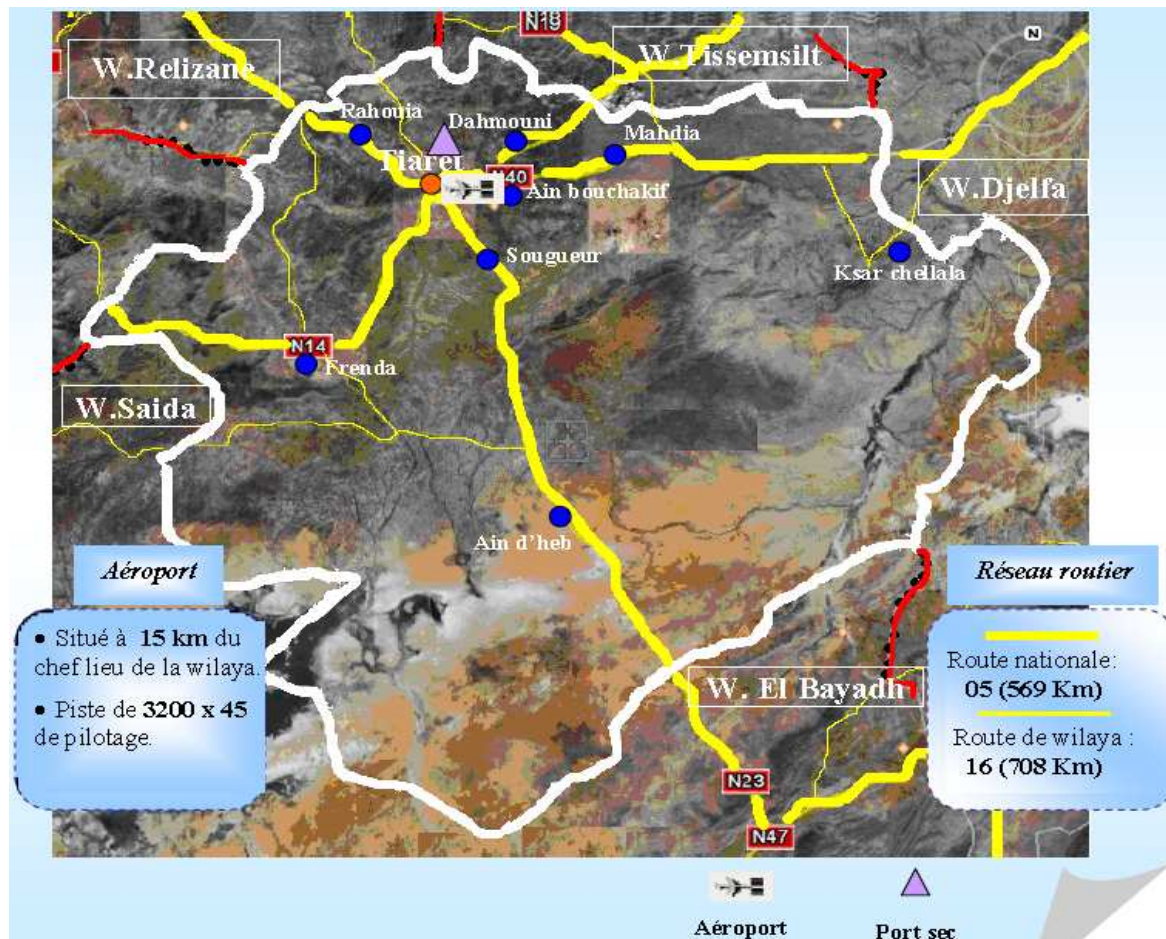 N19
W.Relizane
W.Tissemsilt
N
Rahouia
Dahmouni
Mahdia
Tiaret
N40
Ain bouchakif
W.Djelfa
Sougueur
Ksar chellala
N14
Frenda
W.Saida
Ain d'heb
Aéroport
• Situé à 15 km du
chef lieu de la wilaya.
• Piste de 3200 x 45
de pilotage.
Réseau routier
Route nationale:
05 (569 Km)
Route de wilaya :
16 (708 Km)
W. El Bayadh
N23
N47
Aéroport
Port sec